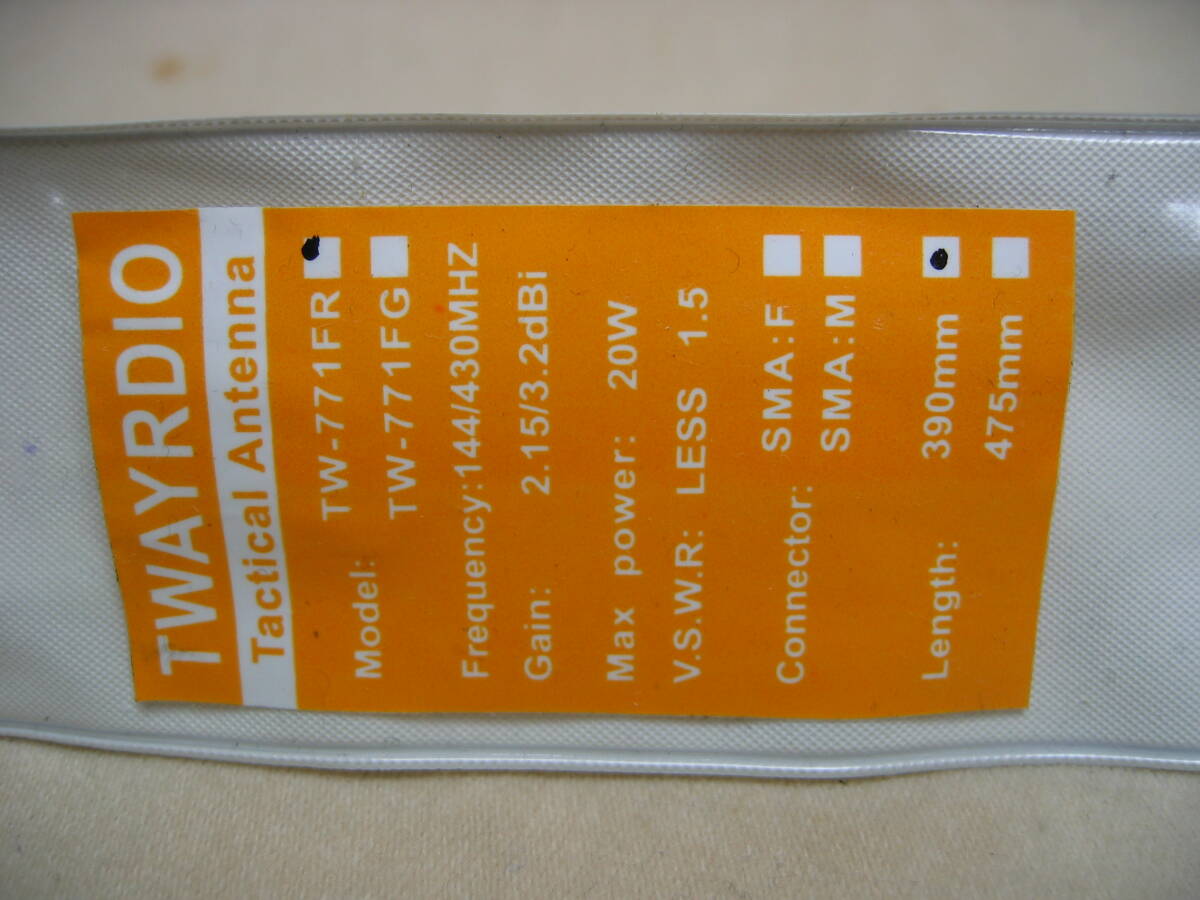 TWAYRDIO
Tactical Antenna
TW-771FR
Model:
TW-771FG
Frequency:144/430MHZ
Gain: 2.15/3.2dBi
Max power: 20W
V.S.W.R: LESS 1.5
Connector: SMA:F
SMA:M
Length: 390mm
475mm